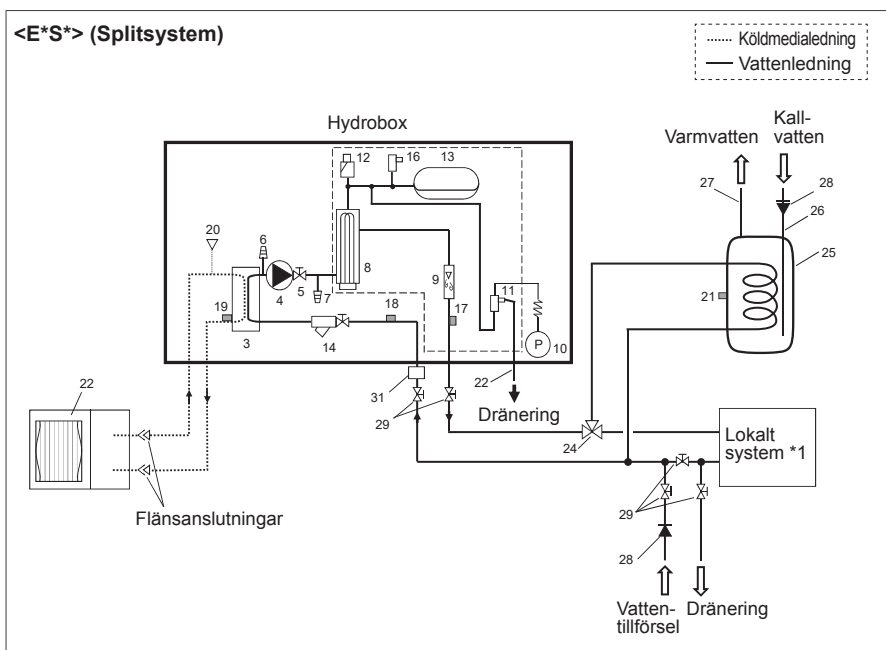 <E*S*> (Splitsystem)
Köldmedialedning
Vattenledning
Hydrobox
Varmvatten
Kall-
vatten
12
16
13
27
28
26
20
6
25
8
5
4
7
9
11
21
19
17
18
3
14
10
22
31
22
Dränering
29
24
Lokalt
system *1
Flänsanslutningar
29
28
Vatten-
tillförsel
Dränering
P